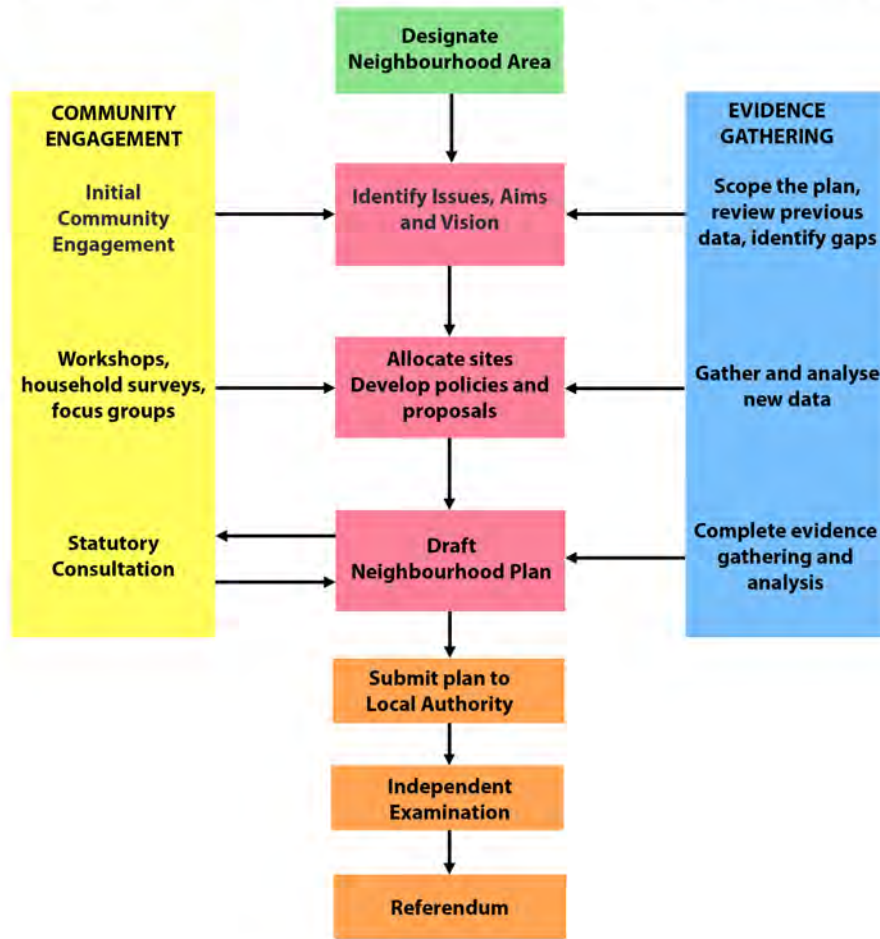 Designate
Neighbourhood Area
COMMUNITY
ENGAGEMENT
Initial
Community
Engagement
Workshops,
household surveys,
focus groups
Statutory
Consultation
Identify Issues, Aims
and Vision
Allocate sites
Develop policies and
proposals
Draft
Neighbourhood Plan
EVIDENCE
GATHERING
Scope the plan,
review previous
data, identify gaps
Gather and analyse
new data
Complete evidence
gathering and
analysis
Submit plan to
Local Authority
Independent
Examination
Referendum